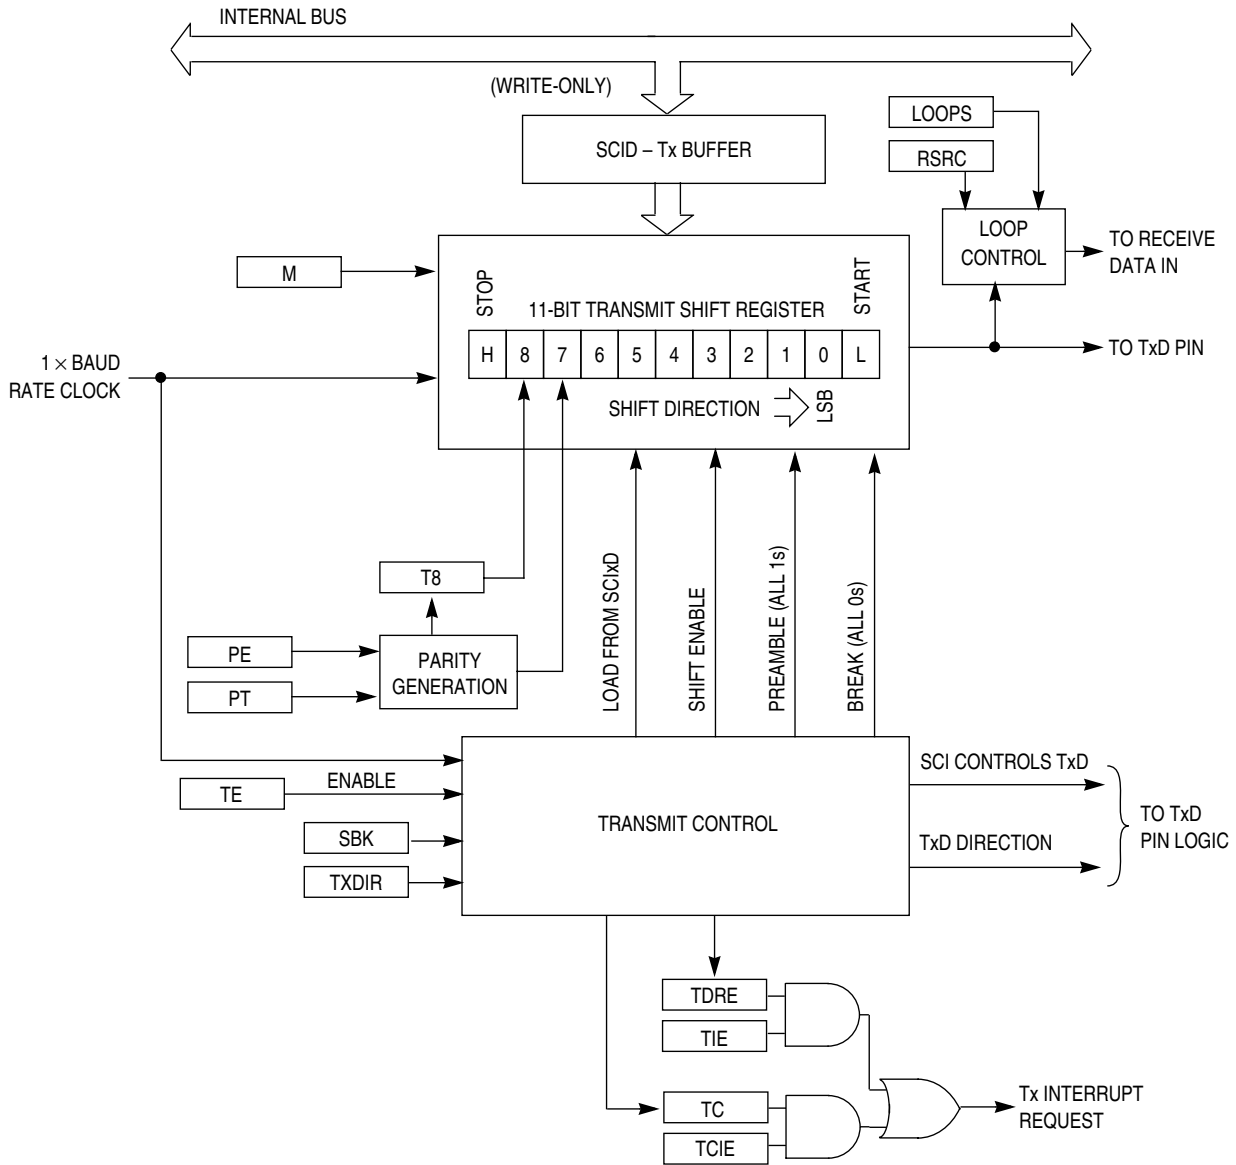 INTERNAL BUS
(WRITE-ONLY)
SCID – Tx BUFFER
LOOPS
RSRC
LOOP
CONTROL
TO RECEIVE
DATA IN
M
STOP
11-BIT TRANSMIT SHIFT REGISTER
START
H 8 7 6 5 4 3 2 1 0 L
TO TxD PIN
1 × BAUD
RATE CLOCK
SHIFT DIRECTION
LSB
T8
PE
PT
PARITY
GENERATION
LOAD FROM SCIxD
SHIFT ENABLE
PREAMBLE (ALL 1s)
BREAK (ALL 0s)
TE
ENABLE
SBK
TXDIR
TRANSMIT CONTROL
SCI CONTROLS TxD
TxD DIRECTION
TO TxD
PIN LOGIC
TDRE
TIE
TC
TCIE
Tx INTERRUPT
REQUEST